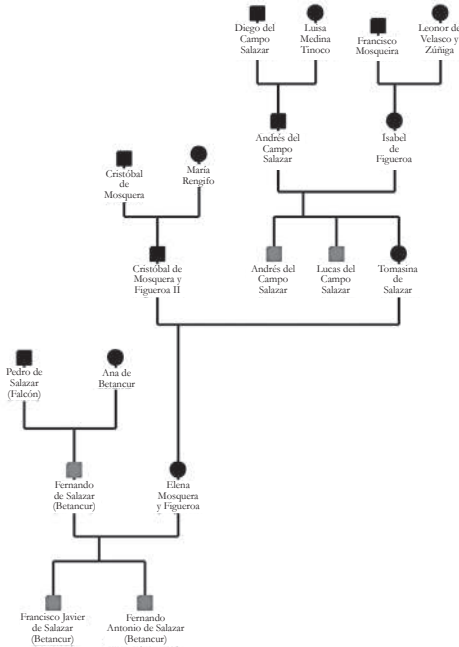 Diego del
Campo
Salazar
Luisa
Medina
Tinoco
Francisco
Mosqueira
Leonor de
Velasco y
Zúñiga
Andrés del
Campo
Salazar
Isabel
de
Figueroa
Cristóbal
de
Mosquera
María
Rengifo
Cristóbal de
Mosquera y
Figueroa II
Andrés del
Campo
Salazar
Lucas del
Campo
Salazar
Tomasina
de
Salazar
Pedro de
Salazar
(Falcón)
Ana de
Betancur
Fernando
de Salazar
(Betancur)
Elena
Mosquera
y Figueroa
Francisco Javier
de Salazar
(Betancur)
Fernando
Antonio de Salazar
(Betancur)